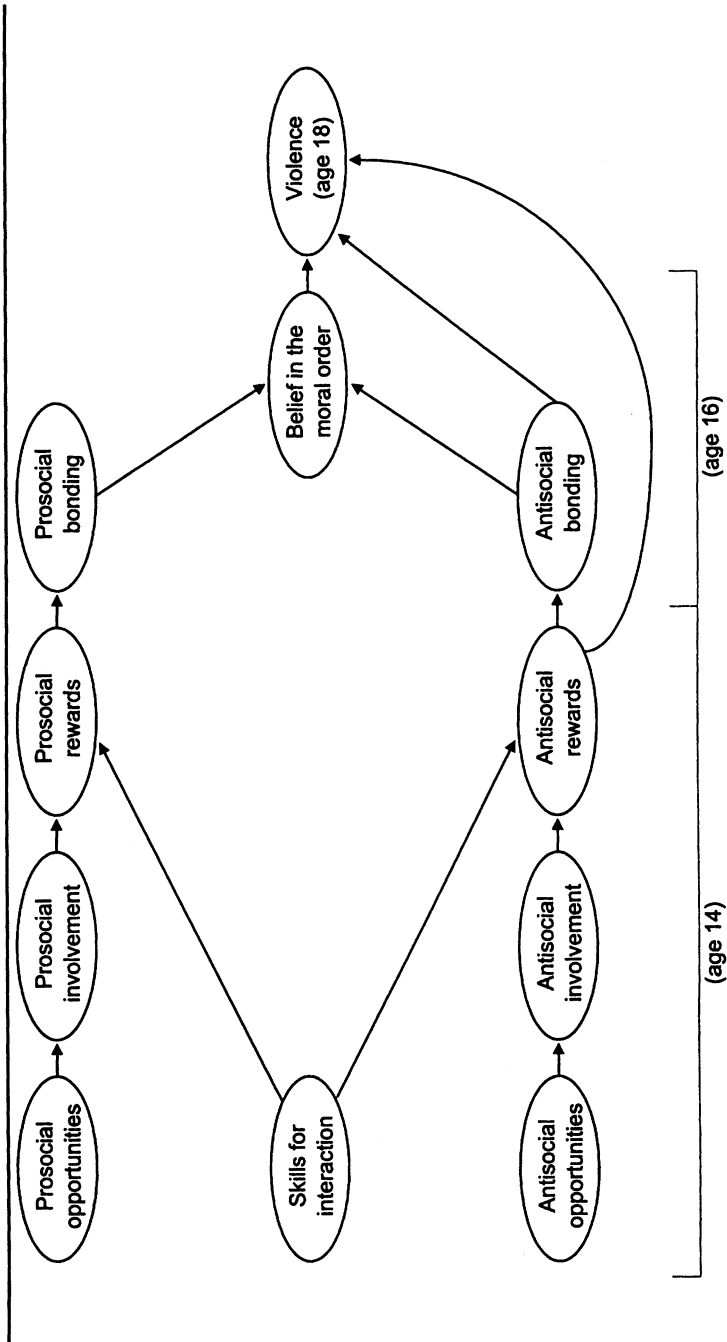 Prosocial
opportunities
Prosocial
involvement
Prosocial
rewards
Prosocial
bonding
Skills for
interaction
Belief in the
moral order
Violence
(age 18)
Antisocial
opportunities
Antisocial
involvement
Antisocial
rewards
Antisocial
bonding
(age 14)
(age 16)